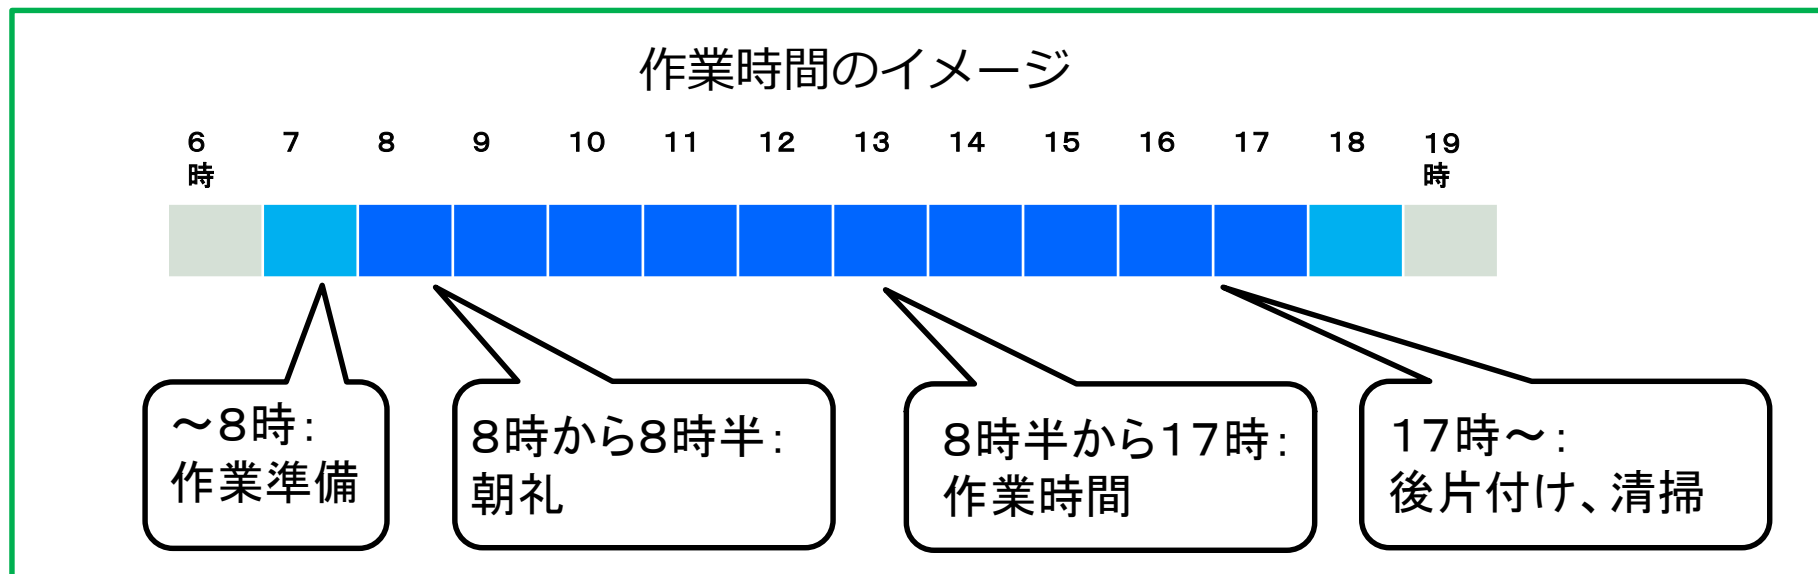 作業時間のイメージ
6 7 8 9 10 11 12 13 14 15 16 17 18 19
時 時
～8時：
作業準備
8時から8時半：
朝礼
8時半から17時：
作業時間
17時～：
後片付け、清掃